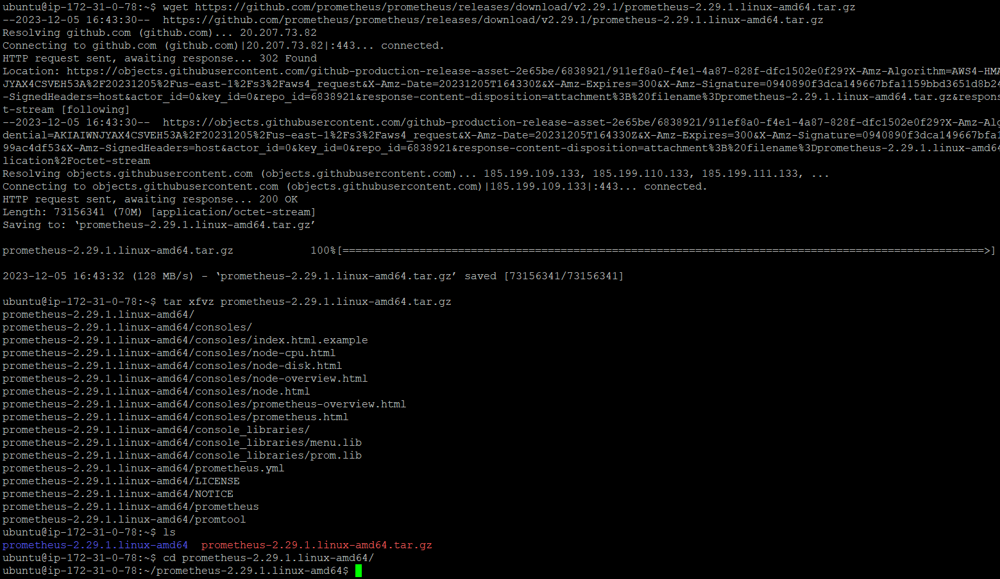 ubuntu@ip-172-31-0-78:~$ wget https://github.com/prometheus/prometheus/releases/download/v2.29.1/prometheus-2.29.1.linux-amd64.tar.gz
--2023-12-05 16:43:30--  https://github.com/prometheus/prometheus/releases/download/v2.29.1/prometheus-2.29.1.linux-amd64.tar.gz
Resolving github.com (github.com)... 20.207.73.82
Connecting to github.com (github.com)|20.207.73.82|:443... connected.
HTTP request sent, awaiting response... 302 Found
Location: https://objects.githubusercontent.com/github-production-release-asset-2e65be/6838921/911ef8a0-f4e1-4a87-828f-dfc1502e0f29?X-Amz-Algorithm=AWS4-HMA
JYAX4CSVEH53A%2F20231205%2Fus-east-1%2Fs3%2Faws4_request&X-Amz-Date=20231205T164330Z&X-Amz-Expires=300&X-Amz-Signature=0940890f3dca149667bfa1159bbd3651d8b24
-SignedHeaders=host&actor_id=0&key_id=0&repo_id=6838921&response-content-disposition=attachment%3B%20filename%3Dprometheus-2.29.1.linux-amd64.tar.gz&respons
t-stream [following]
--2023-12-05 16:43:30--  https://objects.githubusercontent.com/github-production-release-asset-2e65be/6838921/911ef8a0-f4e1-4a87-828f-dfc1502e0f29?X-Amz-Alg
dential=AKIAIWNJYAX4CSVEH53A%2F20231205%2Fus-east-1%2Fs3%2Faws4_request&X-Amz-Date=20231205T164330Z&X-Amz-Expires=300&X-Amz-Signature=0940890f3dca149667bfa1
99ac4df53&X-Amz-SignedHeaders=host&actor_id=0&key_id=0&repo_id=6838921&response-content-disposition=attachment%3B%20filename%3Dprometheus-2.29.1.linux-amd64
lication%2Foctet-stream
Resolving objects.githubusercontent.com (objects.githubusercontent.com)... 185.199.109.133, 185.199.110.133, 185.199.111.133, ...
Connecting to objects.githubusercontent.com (objects.githubusercontent.com)|185.199.109.133|:443... connected.
HTTP request sent, awaiting response... 200 OK
Length: 73156341 (70M) [application/octet-stream]
Saving to: ‘prometheus-2.29.1.linux-amd64.tar.gz’
prometheus-2.29.1.linux-amd64.tar.gz            100%[====================================================================================================>]
2023-12-05 16:43:32 (128 MB/s) - ‘prometheus-2.29.1.linux-amd64.tar.gz’ saved [73156341/73156341]
ubuntu@ip-172-31-0-78:~$ tar xfvz prometheus-2.29.1.linux-amd64.tar.gz
prometheus-2.29.1.linux-amd64/
prometheus-2.29.1.linux-amd64/consoles/
prometheus-2.29.1.linux-amd64/consoles/index.html.example
prometheus-2.29.1.linux-amd64/consoles/node-cpu.html
prometheus-2.29.1.linux-amd64/consoles/node-disk.html
prometheus-2.29.1.linux-amd64/consoles/node-overview.html
prometheus-2.29.1.linux-amd64/consoles/node.html
prometheus-2.29.1.linux-amd64/consoles/prometheus-overview.html
prometheus-2.29.1.linux-amd64/consoles/prometheus.html
prometheus-2.29.1.linux-amd64/console_libraries/
prometheus-2.29.1.linux-amd64/console_libraries/menu.lib
prometheus-2.29.1.linux-amd64/console_libraries/prom.lib
prometheus-2.29.1.linux-amd64/prometheus.yml
prometheus-2.29.1.linux-amd64/LICENSE
prometheus-2.29.1.linux-amd64/NOTICE
prometheus-2.29.1.linux-amd64/prometheus
prometheus-2.29.1.linux-amd64/promtool
ubuntu@ip-172-31-0-78:~$ ls
prometheus-2.29.1.linux-amd64  prometheus-2.29.1.linux-amd64.tar.gz
ubuntu@ip-172-31-0-78:~$ cd prometheus-2.29.1.linux-amd64/
ubuntu@ip-172-31-0-78:~/prometheus-2.29.1.linux-amd64$